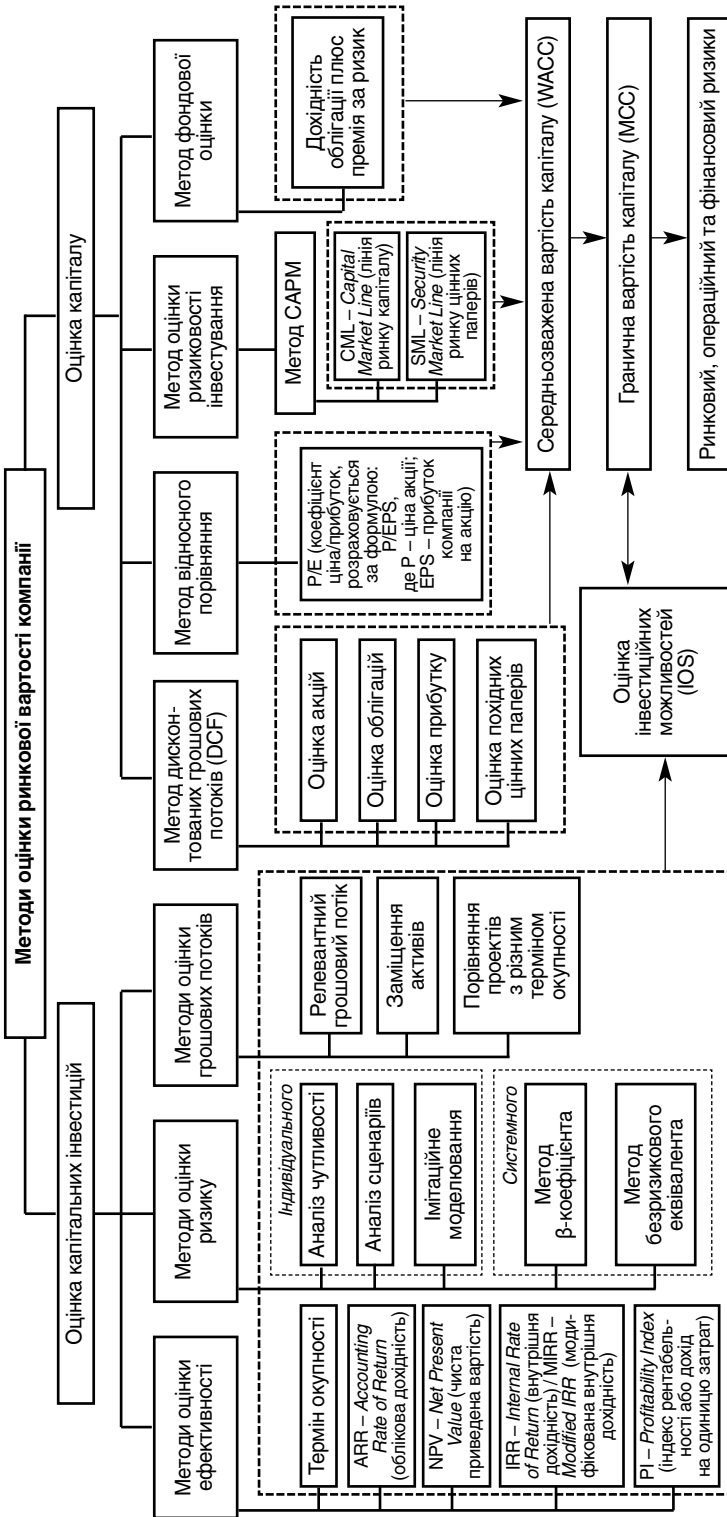 Методи оцінки ринкової вартості компанії
Оцінка капітальних інвестицій
Оцінка капіталу
Методи оцінки
ефективності
Методи оцінки
ризику
Методи оцінки
грошових потоків
Метод дискон-
тованих грошових
потоків (DCF)
Метод відносного
порівняння
Метод оцінки
ризиковості
інвестування
Метод фондової
оцінки
Термін окупності
ARR – Accounting
Rate of Return
(облікова дохідність)
NPV – Net Present
Value (чиста
приведена вартість)
IRR – Internal Rate
of Return (внутрішня
дохідність) / MIRR –
Modified IRR (моди-
фікована внутрішня
дохідність)
PI – Profitability Index
(індекс рентабель-
ності або дохід
на одиницю затрат)
Індивідуального
Аналіз чутливості
Аналіз сценаріїв
Імітаційне
моделювання
Системного
Метод
β-коефіцієнта
Метод
безризикового
еквівалента
Релевантний
грошовий потік
Заміщення
активів
Порівняння
проектів
з різним
терміном
окупності
Оцінка акцій
Оцінка облігацій
Оцінка прибутку
Оцінка похідних
цінних паперів
P/E (коефіцієнт
ціна/прибуток,
розраховується
за формулою:
P/EPS,
де P – ціна акції;
EPS – прибуток
компанії
на акцію)
Метод CAPM
CML – Capital
Market Line (лінія
ринку капіталу)
SML – Security
Market Line (лінія
ринку цінних
паперів)
Дохідність
облігації плюс
премія за ризик
Середньозважена вартість капіталу (WACC)
Гранична вартість капіталу (MCC)
Оцінка
інвестиційних
можливостей
(IOS)
Ринковий, операційний та фінансовий ризики